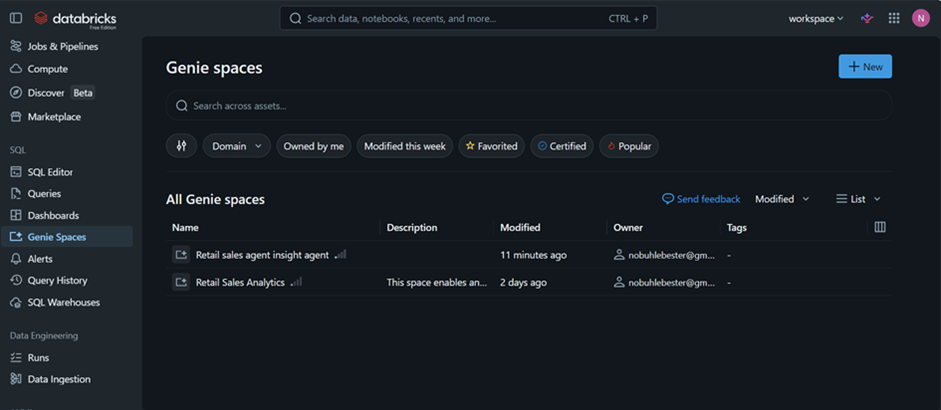 databricks
Free Edition
Search data, notebooks, recents, and more...
CTRL + P
workspace
N
Jobs & Pipelines
Compute
Discover Beta
Marketplace
SQL
SQL Editor
Queries
Dashboards
Genie Spaces
Alerts
Query History
SQL Warehouses
Data Engineering
Runs
Data Ingestion
Genie spaces
New
Search across assets...
Domain
Owned by me
Modified this week
Favorited
Certified
Popular
All Genie spaces
Send feedback
Modified
List
Name Description Modified Owner Tags
Retail sales agent insight agent 11 minutes ago nobuhlebester@gm... -
Retail Sales Analytics This space enables an... 2 days ago nobuhlebester@gm... -